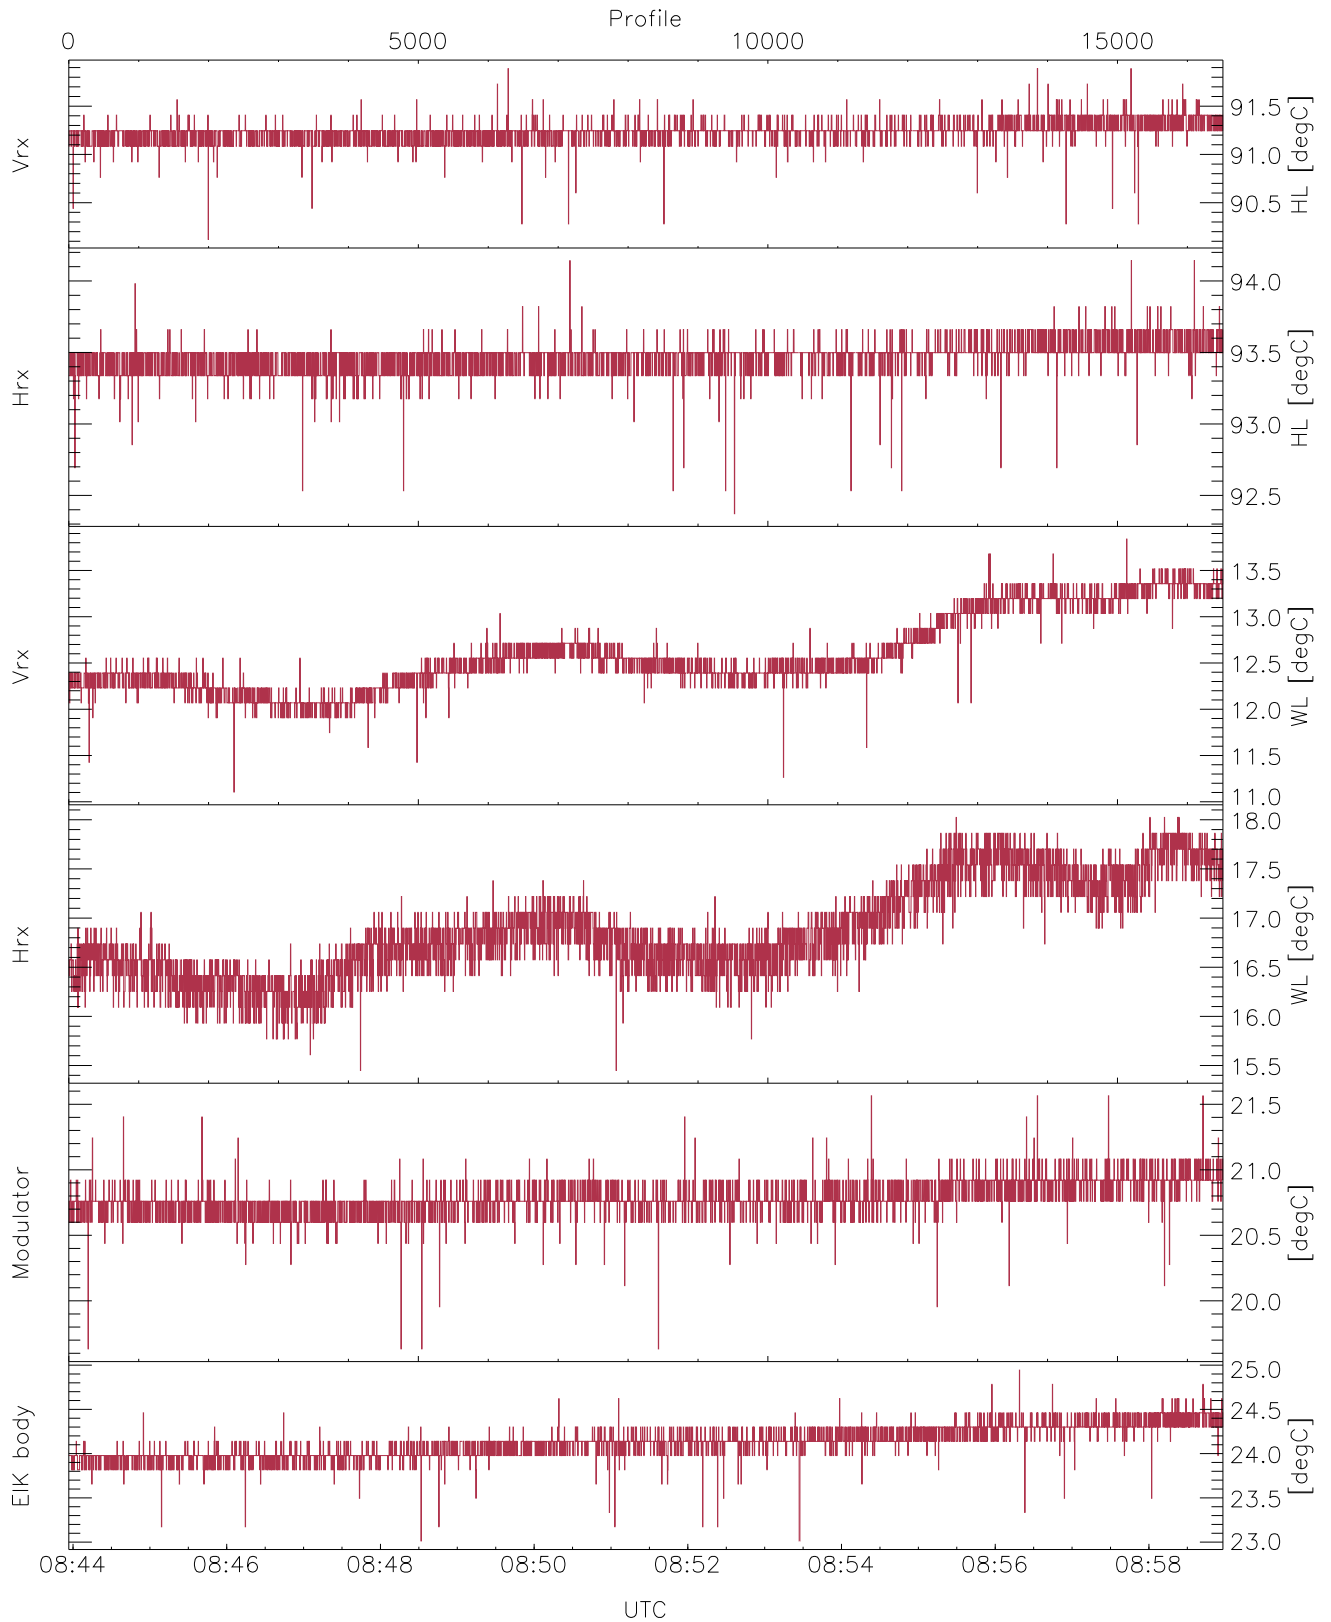 Profile
0 5000 10000 15000
Vrx
91.5
91.0
90.5
HL [degC]
Hrx
94.0
93.5
93.0
92.5
HL [degC]
Vrx
13.5
13.0
12.5
12.0
11.5
11.0
WL [degC]
Hrx
18.0
17.5
17.0
16.5
16.0
15.5
WL [degC]
Modulator
21.5
21.0
20.5
20.0
[degC]
EIK body
25.0
24.5
24.0
23.5
23.0
[degC]
08:44 08:46 08:48 08:50 08:52 08:54 08:56 08:58
UTC